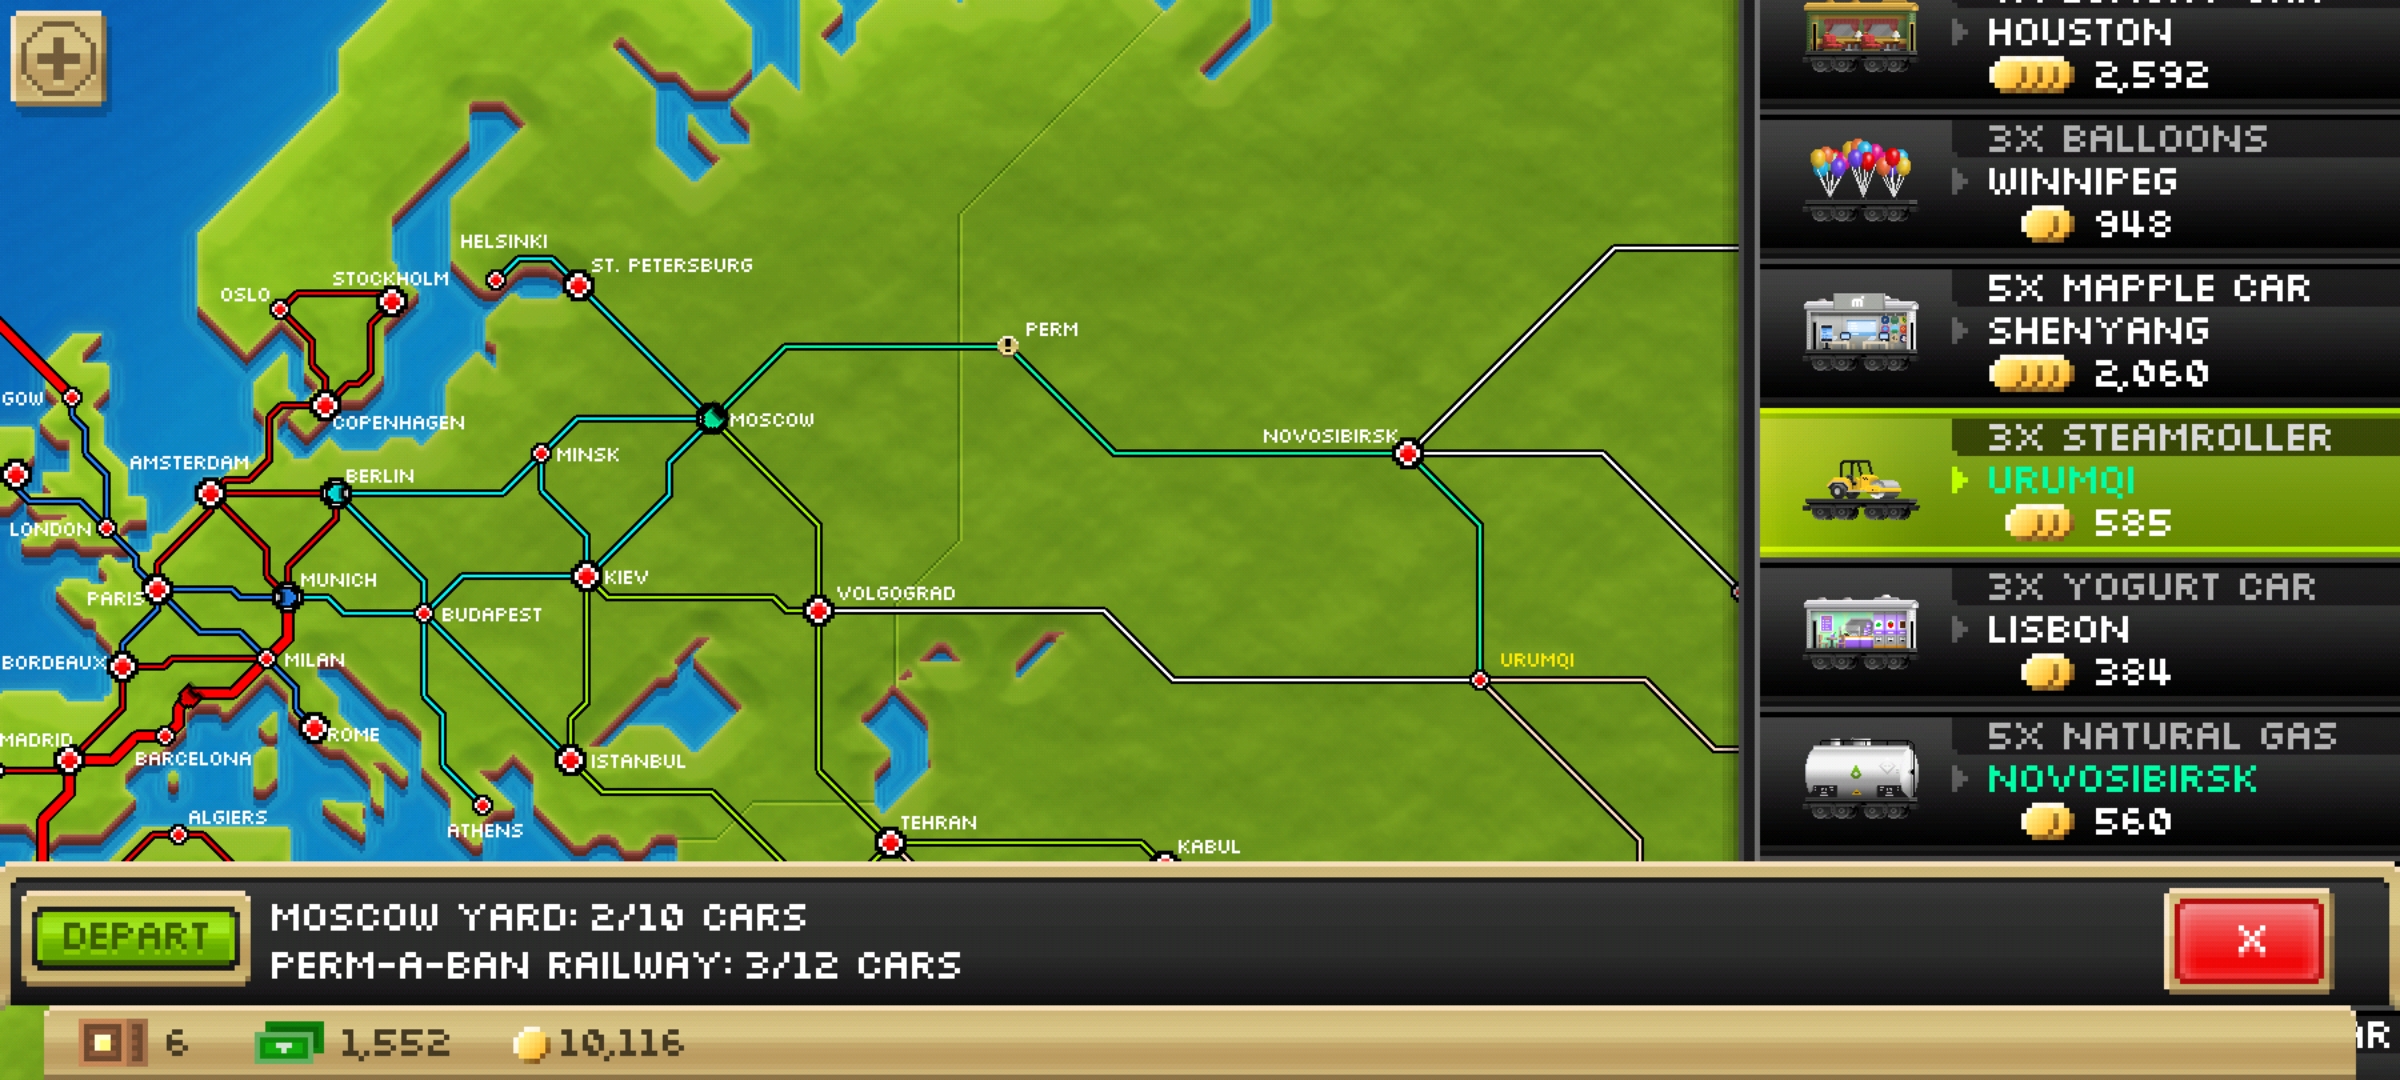 HOUSTON
2,592
3X BALLOONS
WINNIPEG
948
5X MAPPLE CAR
SHENYANG
2,060
3X STEAMROLLER
URUMQI
585
3X YOGURT CAR
LISBON
384
5X NATURAL GAS
NOVOSIBIRSK
560
HELSINKI
ST. PETERSBURG
STOCKHOLM
OSLO
PERM
GOW
COPENHAGEN
MOSCOW
NOVOSIBIRSK
MINSK
AMSTERDAM
BERLIN
LONDON
MUNICH
KIEV
PARIS
BUDAPEST
VOLGOGRAD
BORDEAUX
MILAN
URUMQI
MADRID
ROME
BARCELONA
ISTANBUL
ALGIERS
ATHENS
TEHRAN
KABUL
DEPART
MOSCOW YARD: 2/10 CARS
PERM-A-BAN RAILWAY: 3/12 CARS
X
6
1,552
10,116
AR